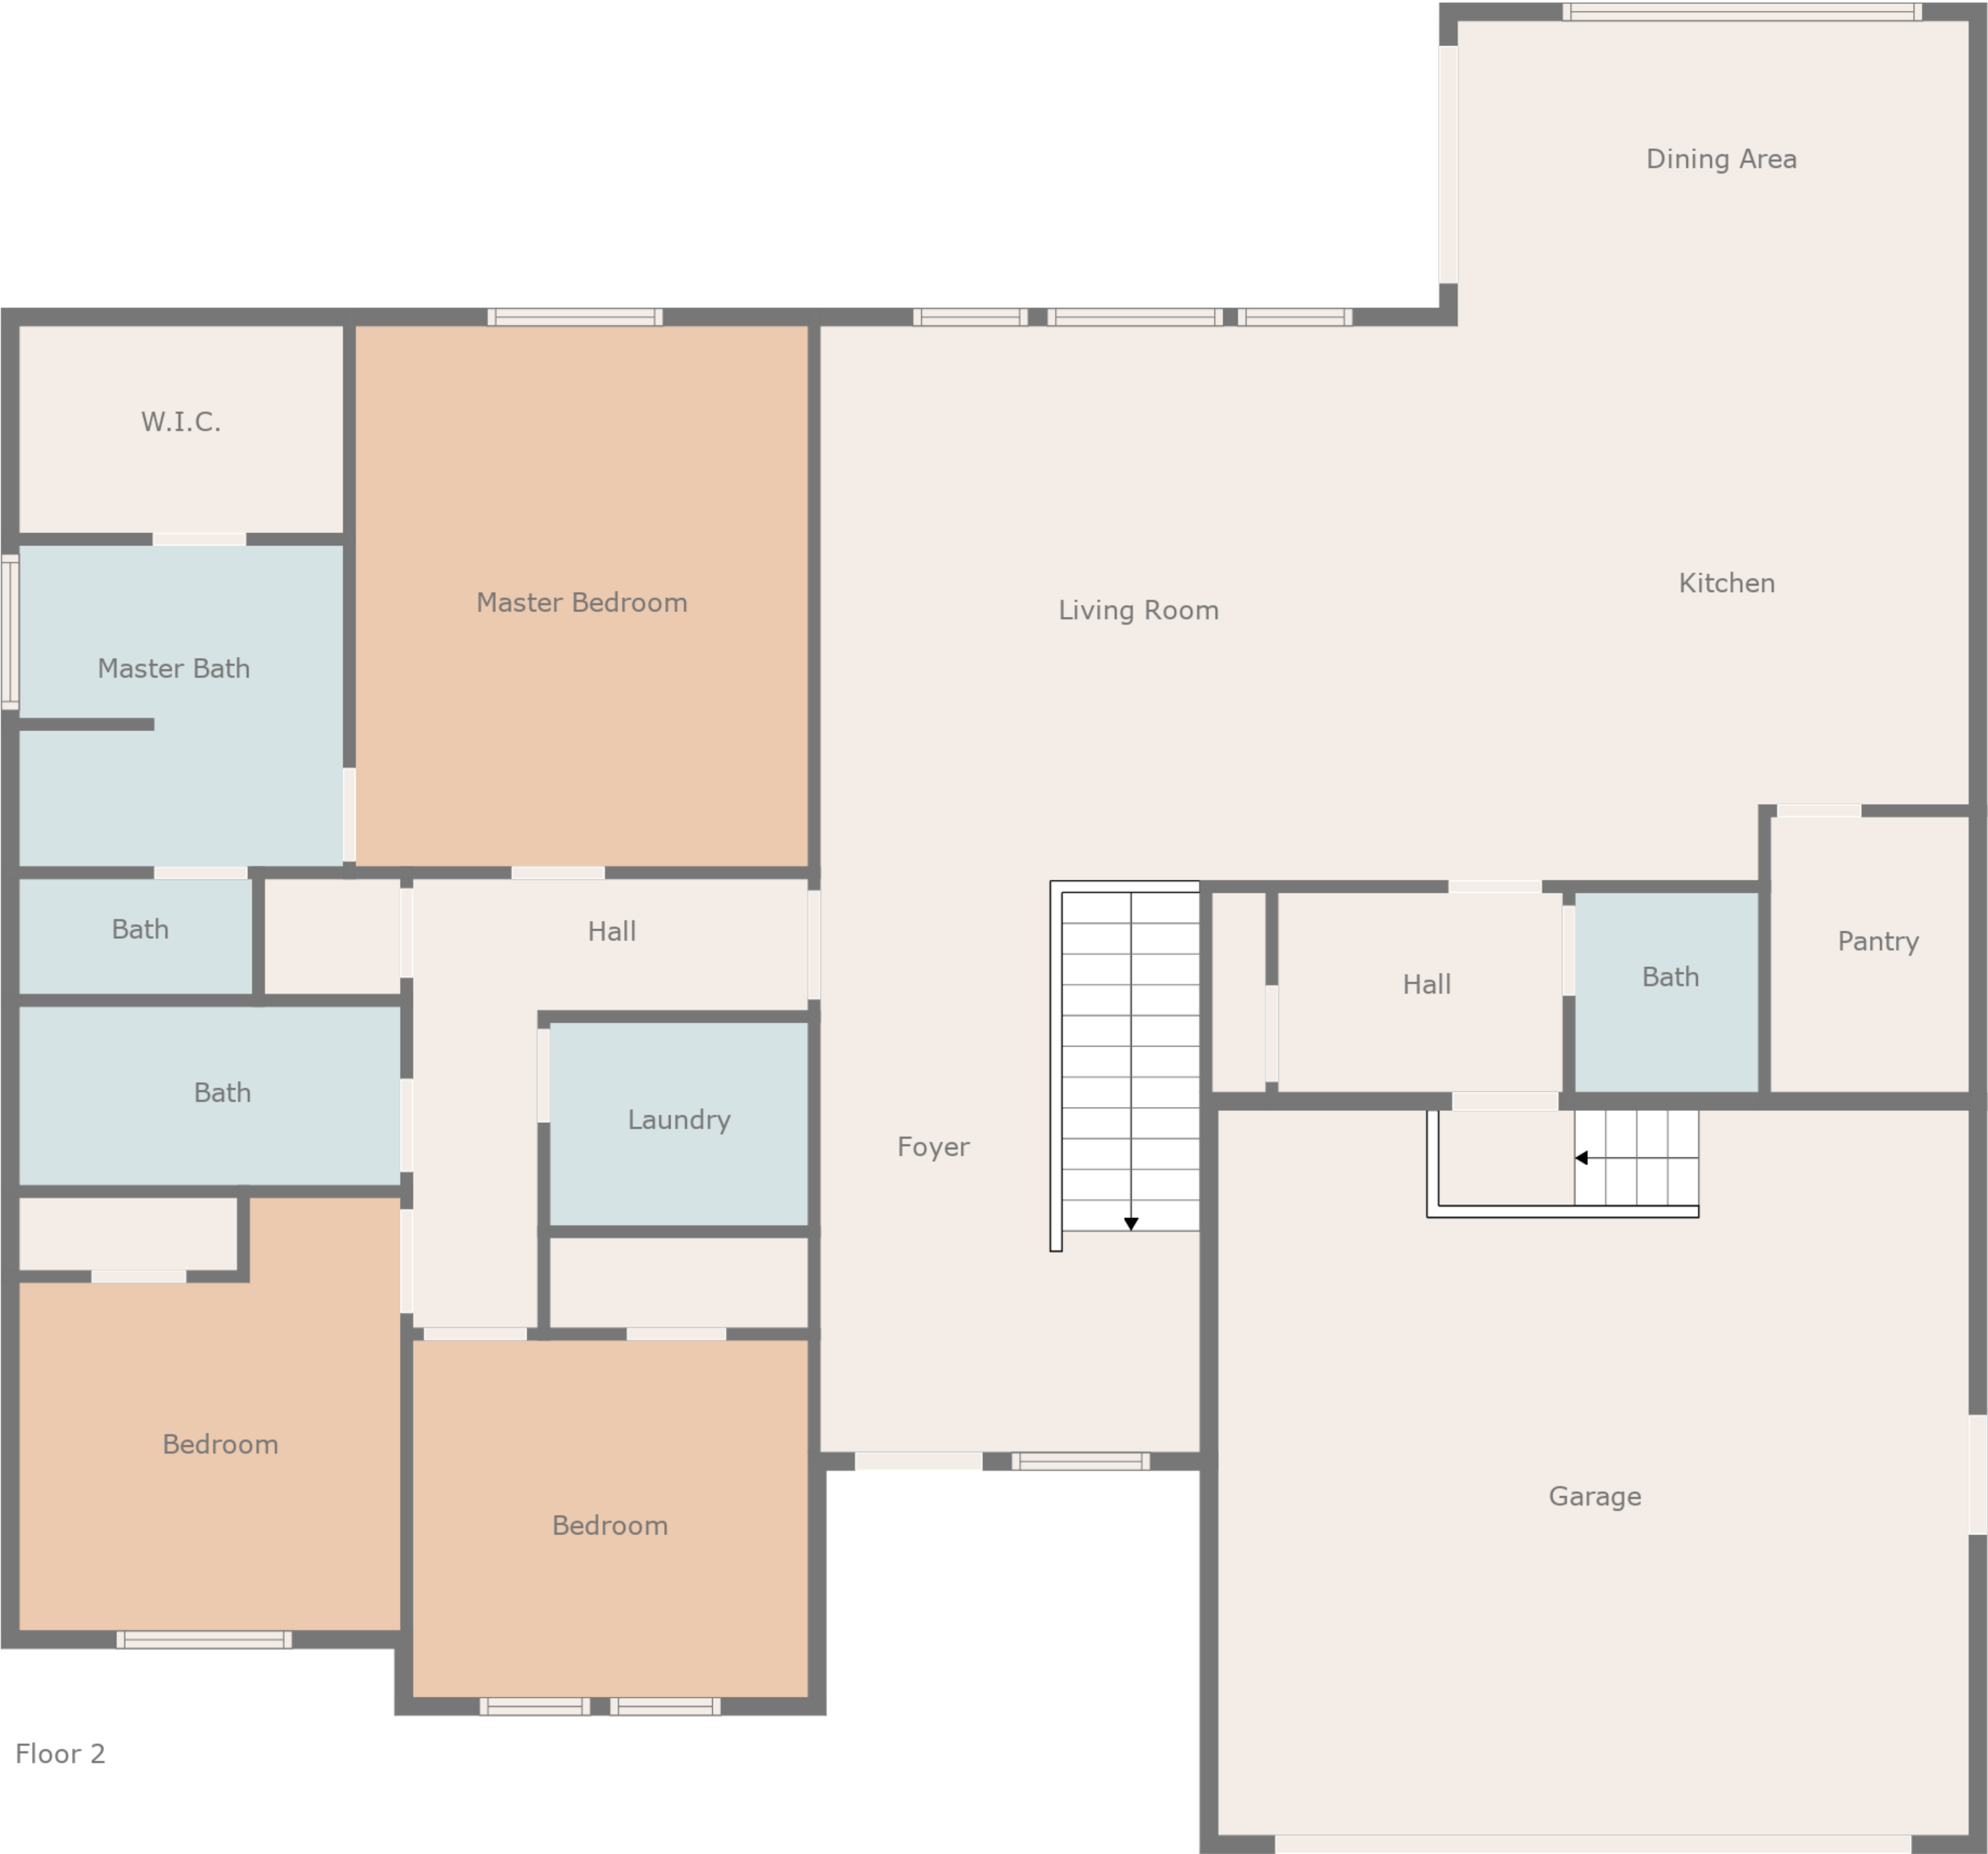 Dining Area
W.I.C.
Master Bedroom
Living Room
Kitchen
Master Bath
Bath
Hall
Hall
Bath
Pantry
Bath
Laundry
Foyer
Bedroom
Bedroom
Garage
Floor 2